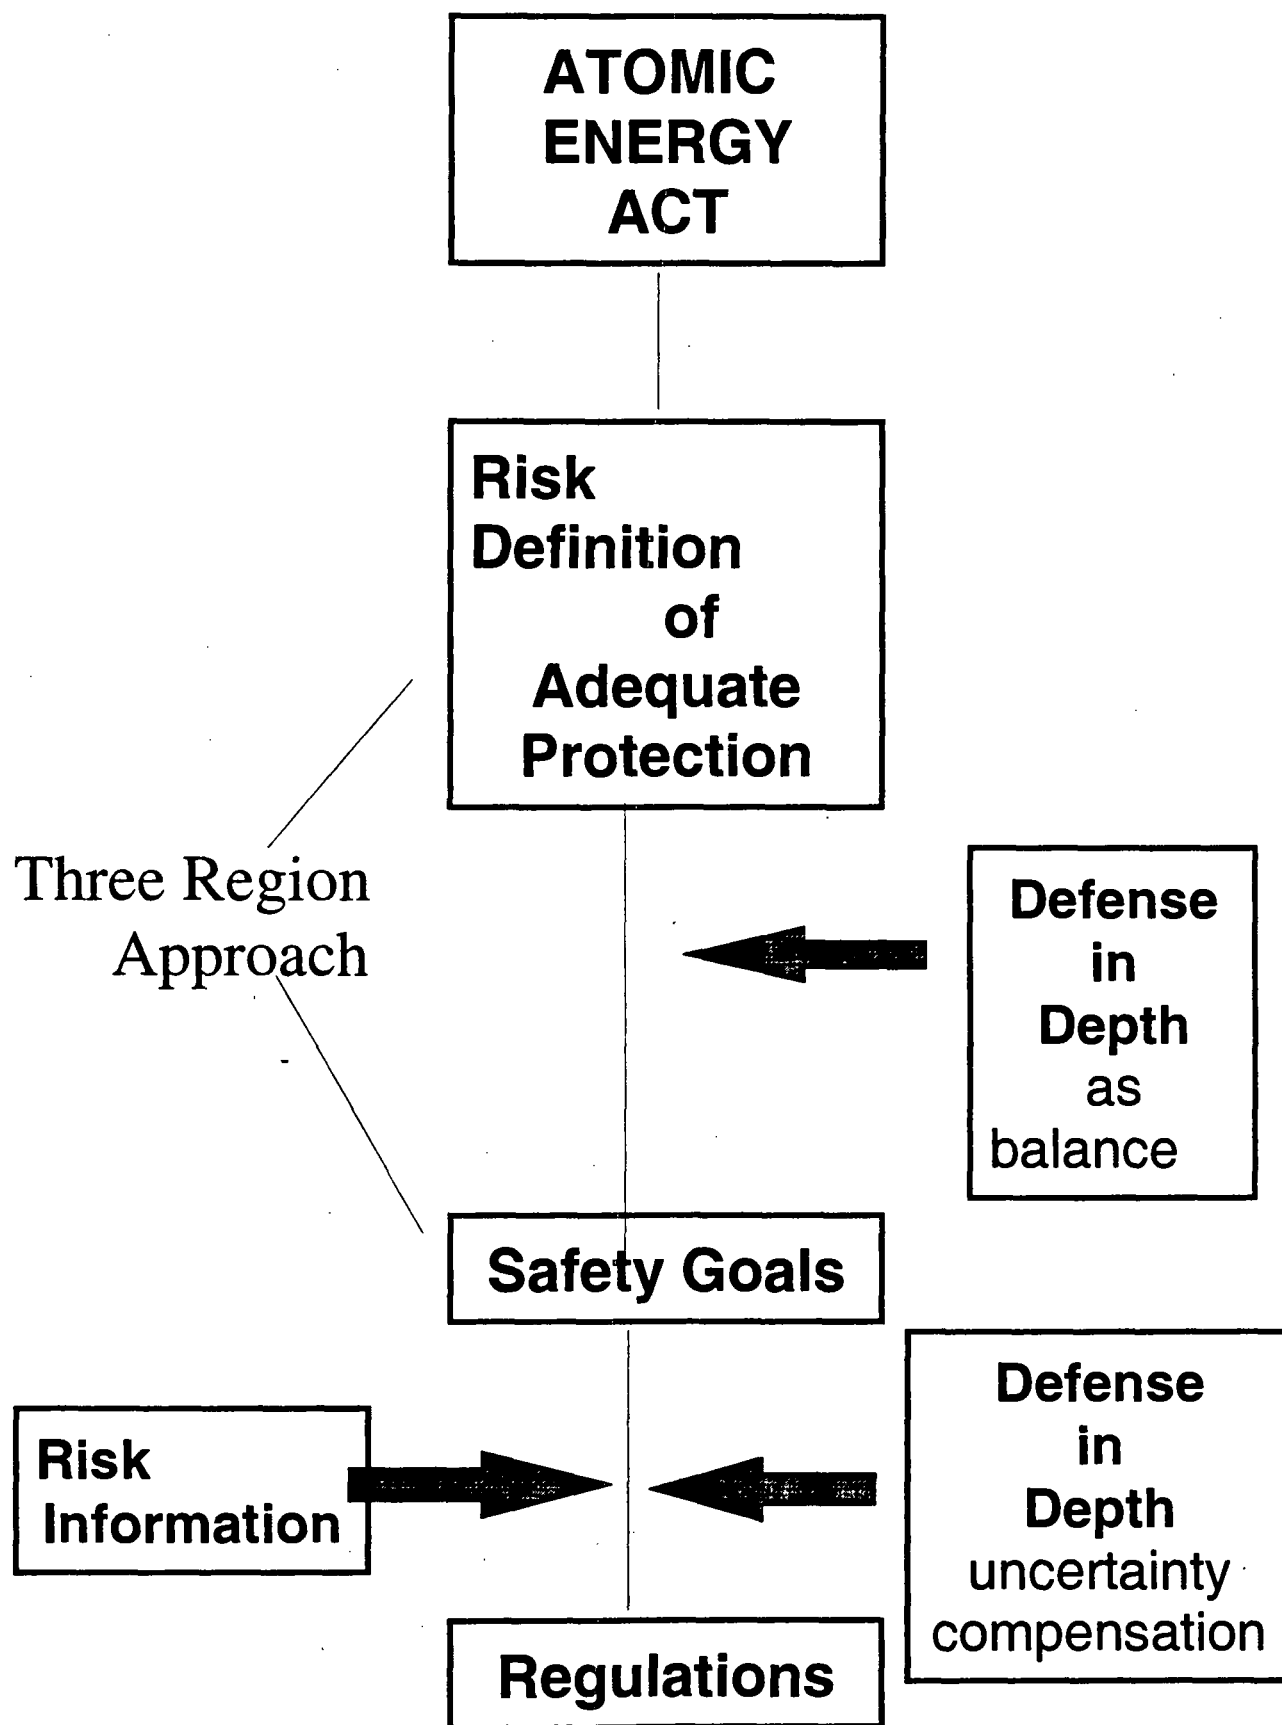 ATOMIC
ENERGY
ACT
Risk
Definition
of
Adequate
Protection
Three Region
Approach
Defense
in
Depth
as
balance
Safety Goals
Risk
Information
Defense
in
Depth
uncertainty
compensation
Regulations